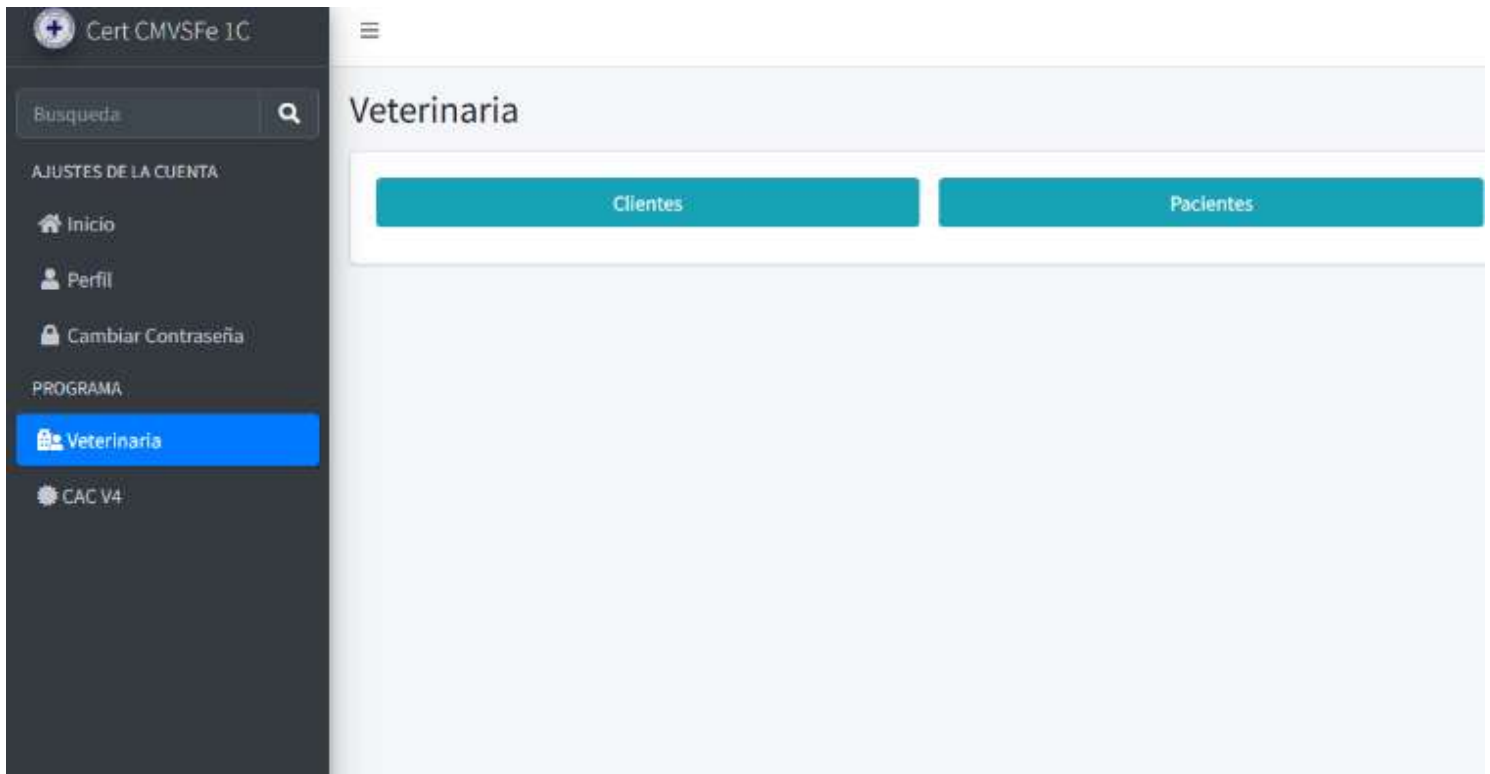 Cert CMVSFe 1C
Busqueda
AJUSTES DE LA CUENTA
Inicio
Perfil
Cambiar Contraseña
PROGRAMA
Veterinaria
CAC V4
Veterinaria
Clientes
Pacientes